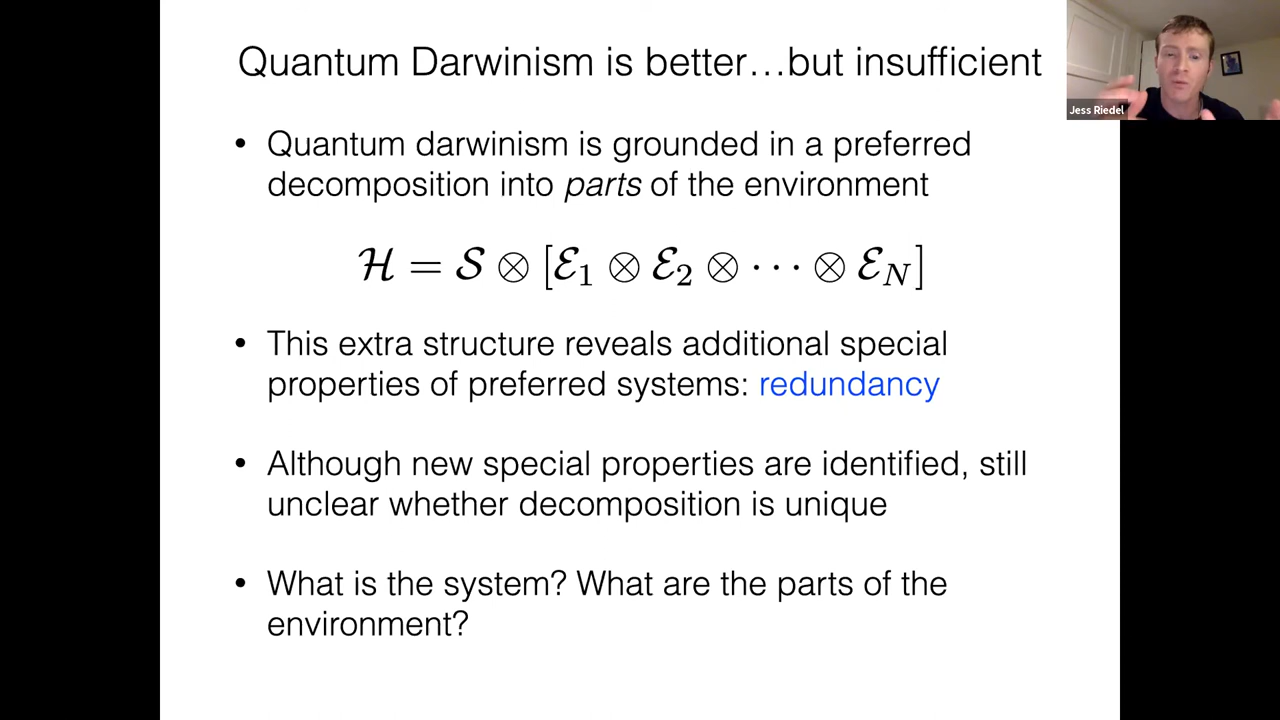 Quantum Darwinism is better…but insufficient
Jess Riedel
• Quantum darwinism is grounded in a preferred
decomposition into parts of the environment
ℋ = 𝒮 ⊗ [ℰ₁ ⊗ ℰ₂ ⊗ ⋯ ⊗ ℰ_N]
• This extra structure reveals additional special
properties of preferred systems: redundancy
• Although new special properties are identified, still
unclear whether decomposition is unique
• What is the system? What are the parts of the
environment?